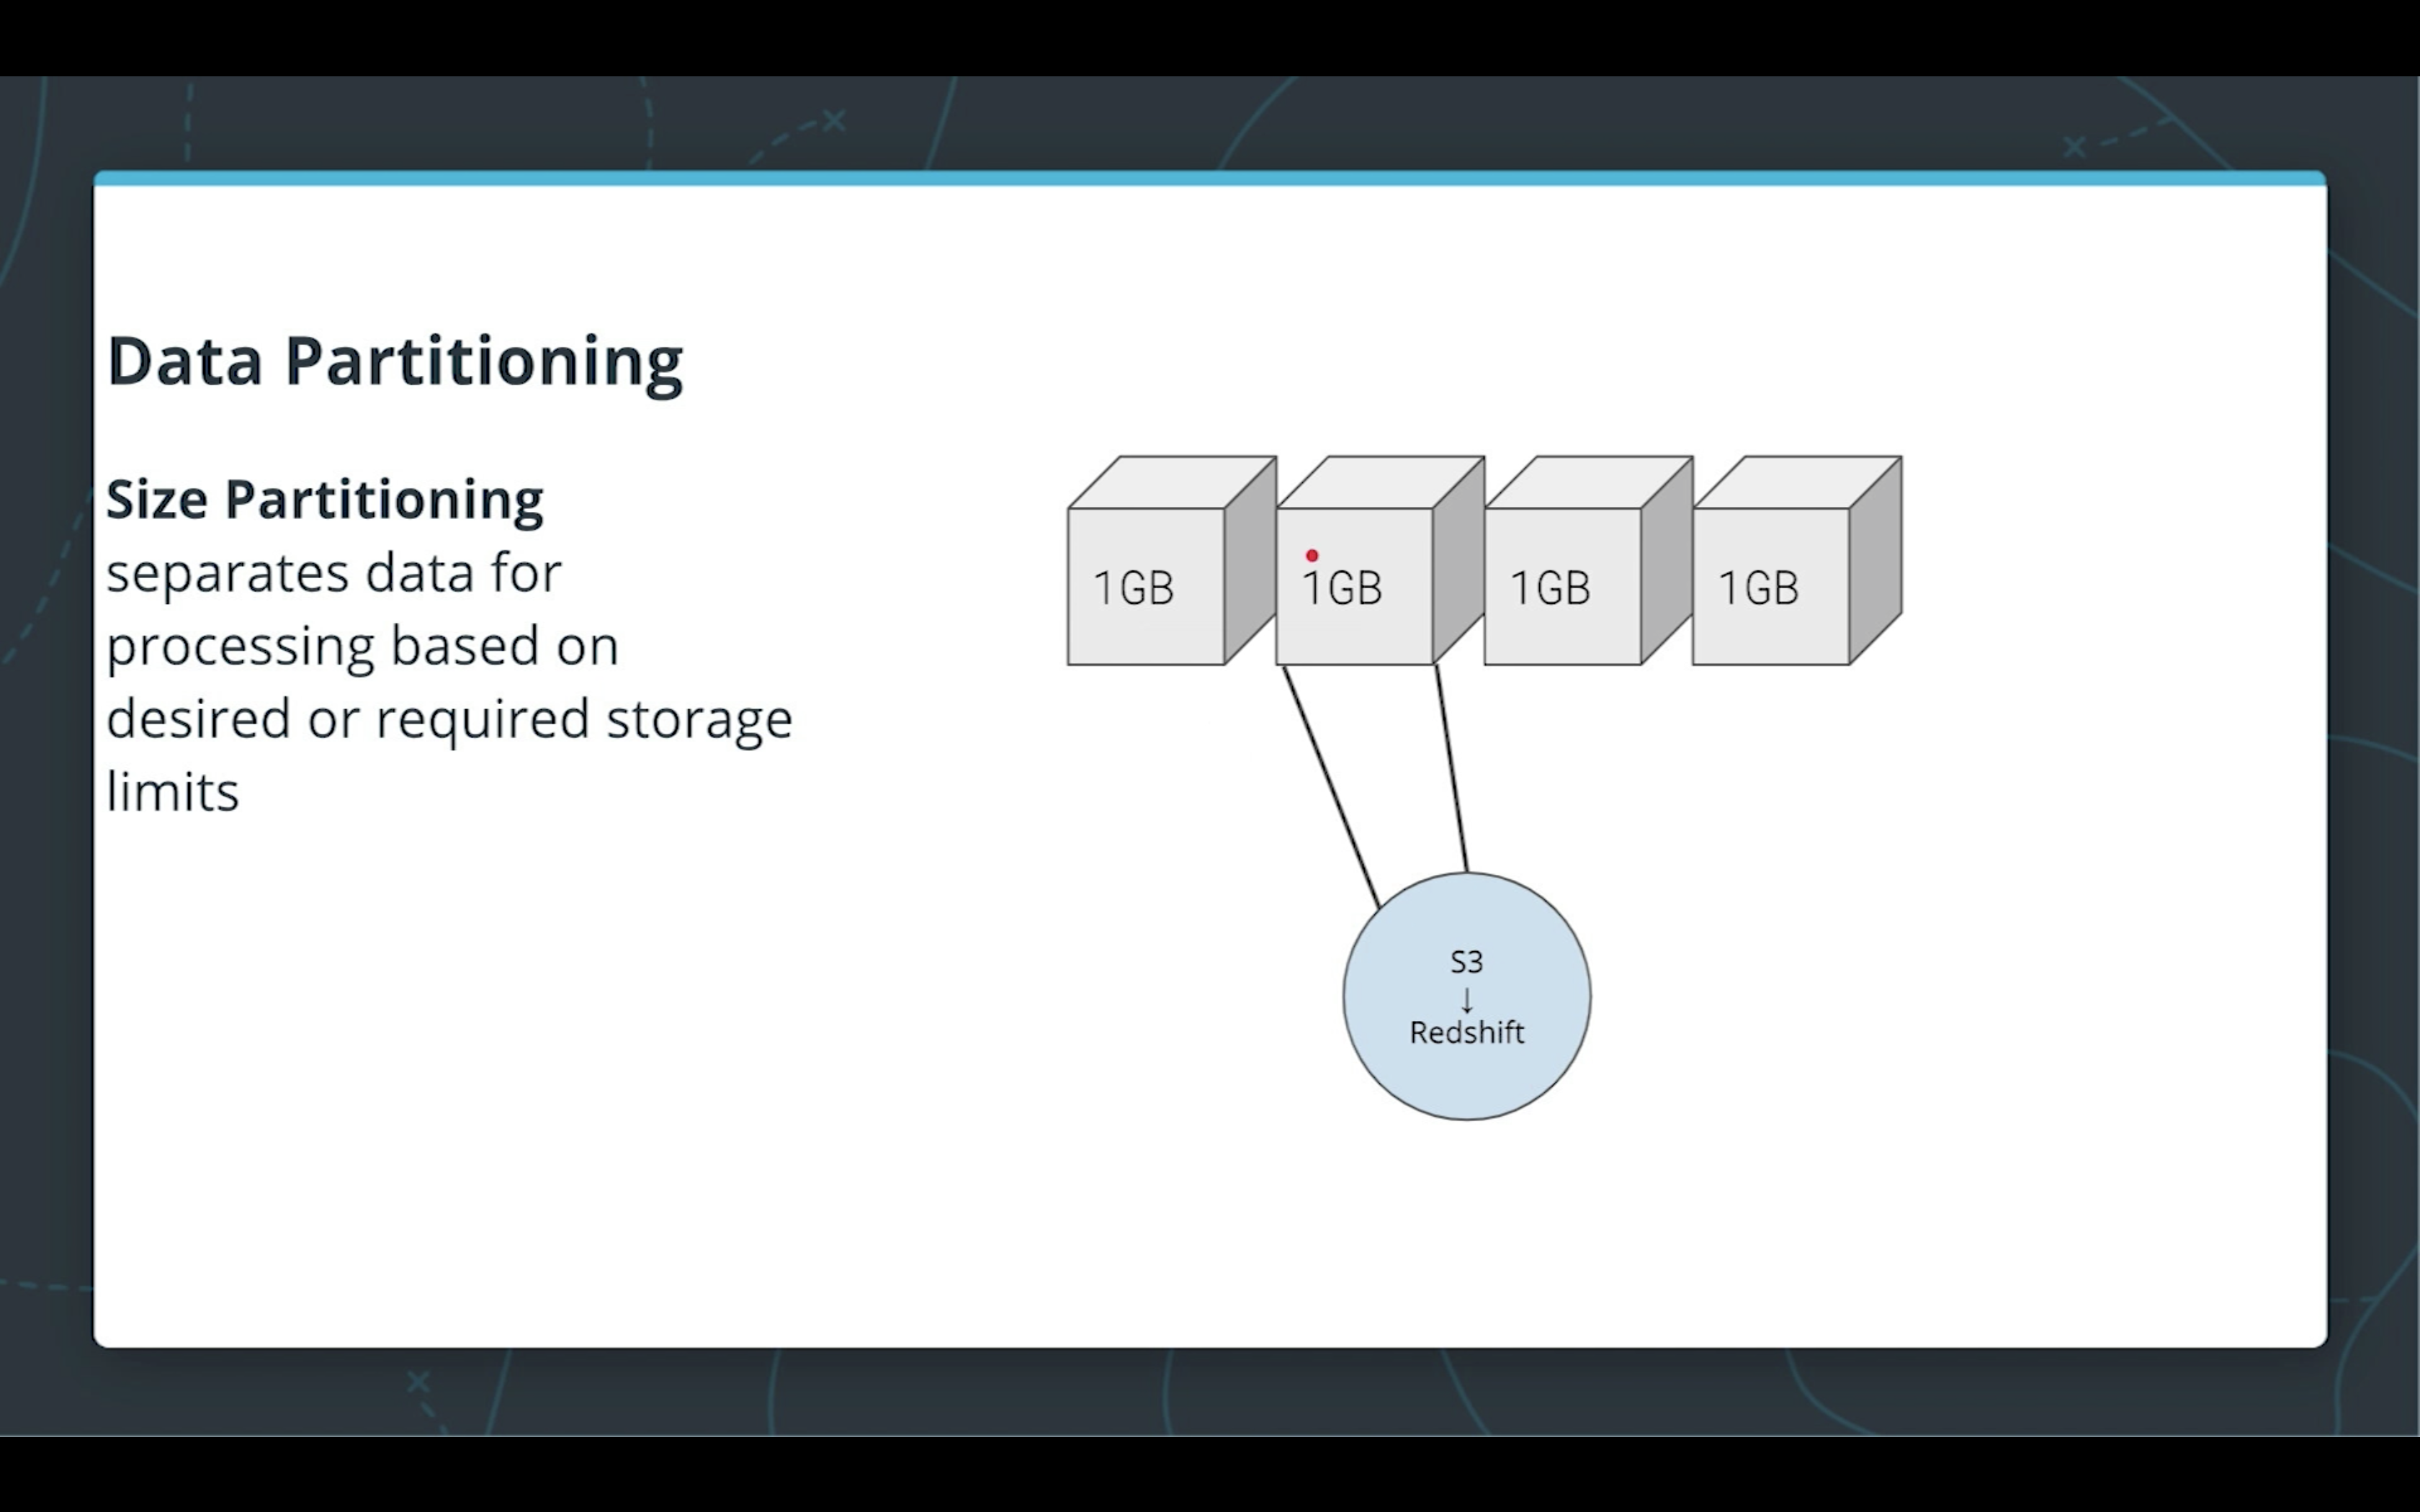 Data Partitioning
Size Partitioning
separates data for
processing based on
desired or required storage
limits
1GB
1GB
1GB
1GB
S3
↓
Redshift